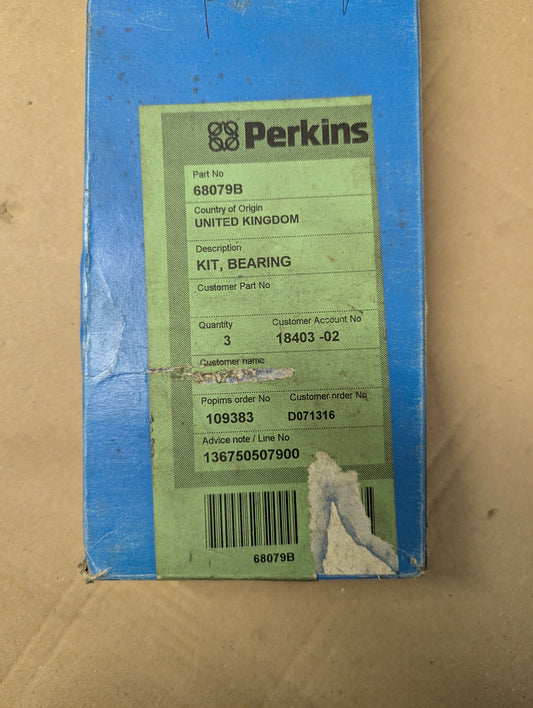 Perkins
Part No
68079B
Country of Origin
UNITED KINGDOM
Description
KIT, BEARING
Customer Part No
Quantity Customer Account No
3 18403 -02
Customer name
Popims order No Customer order No
109383 D071316
Advice note / Line No
136750507900
68079B